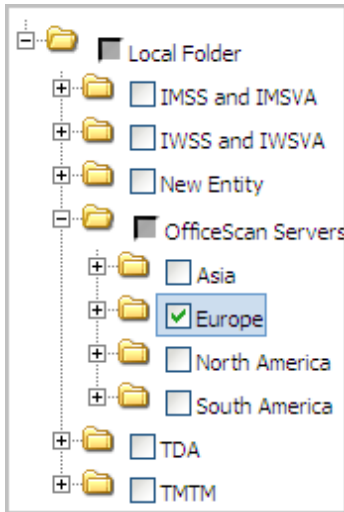 Local Folder
IMSS and IMSVA
IWSS and IWSVA
New Entity
OfficeScan Servers
Asia
Europe
North America
South America
TDA
TMTM